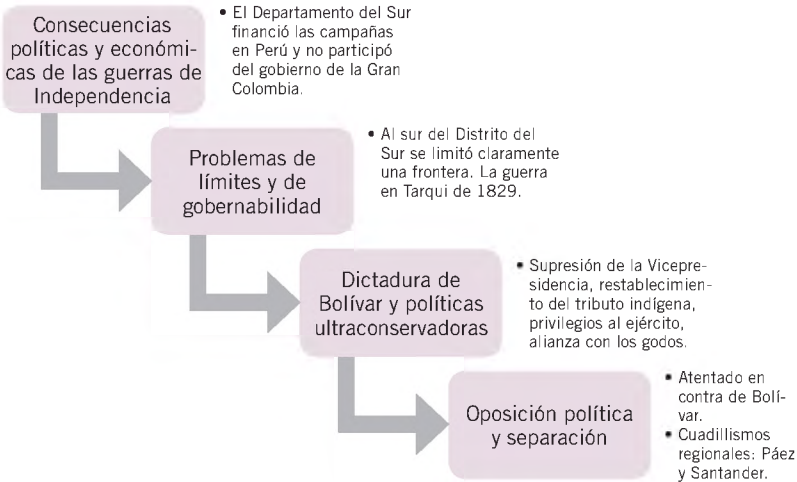 Consecuencias
políticas y económi-
cas de las guerras de
Independencia
• El Departamento del Sur
financió las campañas
en Perú y no participó
del gobierno de la Gran
Colombia.
Problemas de
límites y de
gobernabilidad
• Al sur del Distrito del
Sur se limitó claramente
una frontera. La guerra
en Tarqui de 1829.
Dictadura de
Bolívar y políticas
ultraconservadoras
• Supresión de la Vicepre-
sidencia, restablecimien-
to del tributo indígena,
privilegios al ejército,
alianza con los godos.
Oposición política
y separación
• Atentado en
contra de Bolí-
var.
• Cuadillismos
regionales: Páez
y Santander.